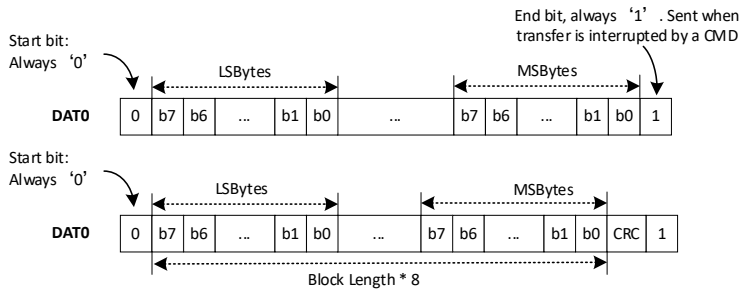 End bit, always ‘1’ . Sent when
transfer is interrupted by a CMD
Start bit:
Always ‘0’
LSBytes
MSBytes
DAT0 0 b7 b6 ... b1 b0 ... b7 b6 ... b1 b0 1
Start bit:
Always ‘0’
LSBytes
MSBytes
DAT0 0 b7 b6 ... b1 b0 ... b7 b6 ... b1 b0 CRC 1
Block Length * 8